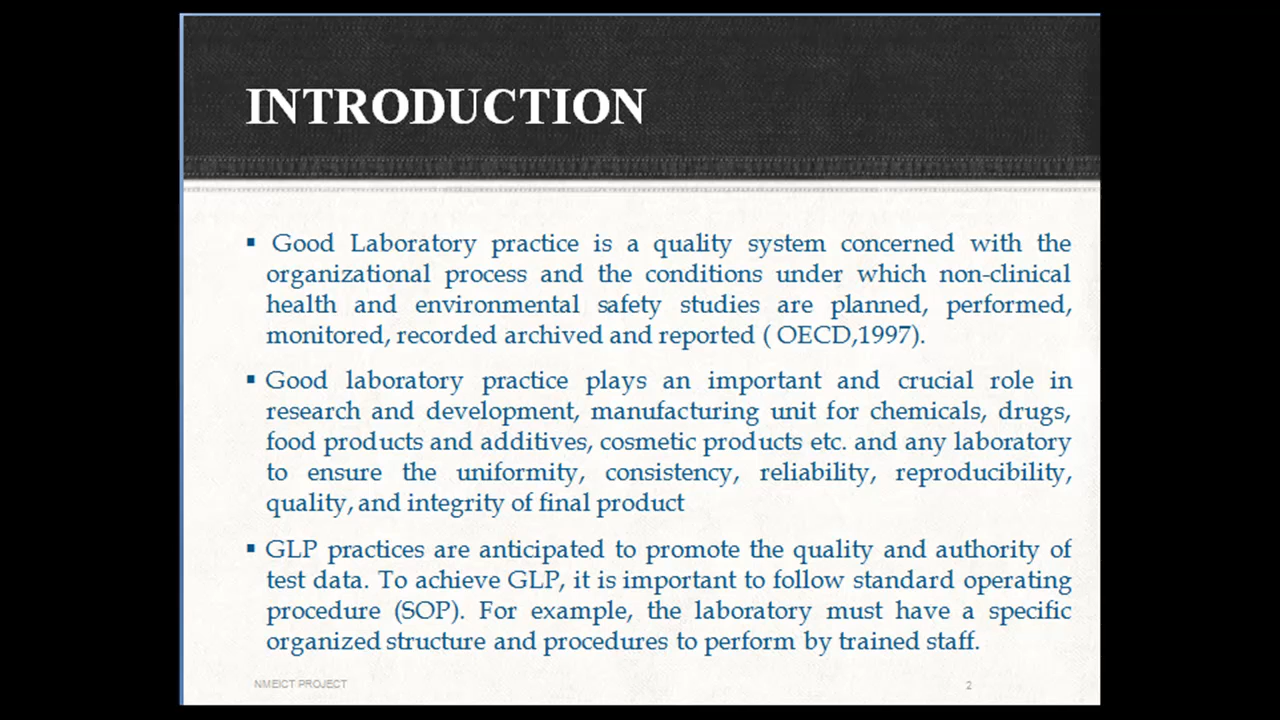 INTRODUCTION
▪ Good Laboratory practice is a quality system concerned with the
organizational process and the conditions under which non-clinical
health and environmental safety studies are planned, performed,
monitored, recorded archived and reported ( OECD,1997).
▪ Good laboratory practice plays an important and crucial role in
research and development, manufacturing unit for chemicals, drugs,
food products and additives, cosmetic products etc. and any laboratory
to ensure the uniformity, consistency, reliability, reproducibility,
quality, and integrity of final product
▪ GLP practices are anticipated to promote the quality and authority of
test data. To achieve GLP, it is important to follow standard operating
procedure (SOP). For example, the laboratory must have a specific
organized structure and procedures to perform by trained staff.
NMEICT PROJECT 2